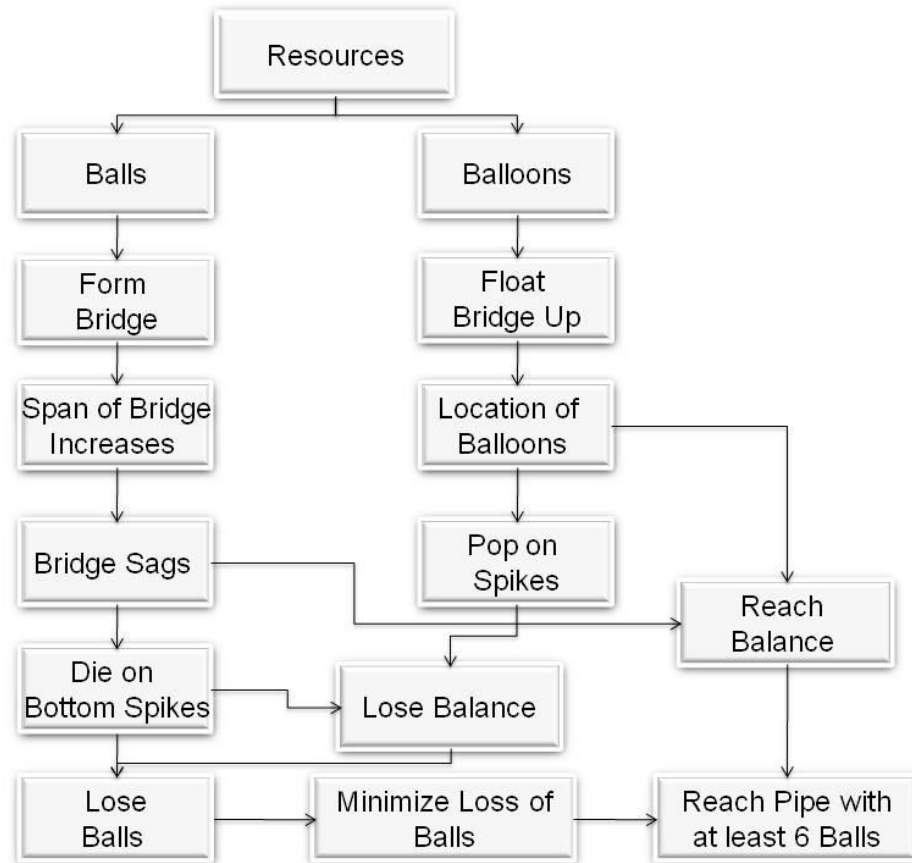 Resources
Balls
Balloons
Form
Bridge
Float
Bridge Up
Span of Bridge
Increases
Location of
Balloons
Bridge Sags
Pop on
Spikes
Reach
Balance
Die on
Bottom Spikes
Lose Balance
Lose
Balls
Minimize Loss of
Balls
Reach Pipe with
at least 6 Balls